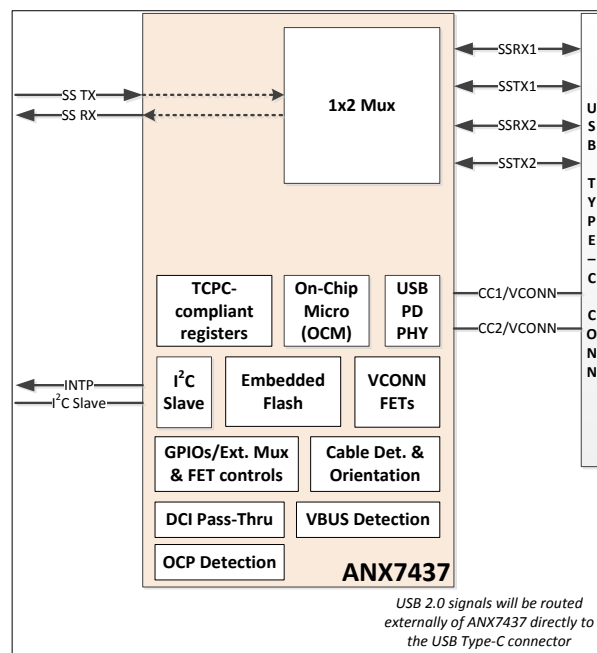 SS TX
SS RX
1x2 Mux
SSRX1
SSTX1
SSRX2
SSTX2
USB TYPE–C CONN
TCPC-
compliant
registers
On-Chip
Micro
(OCM)
USB
PD
PHY
CC1/VCONN
CC2/VCONN
INTP
I²C Slave
I²C
Slave
Embedded
Flash
VCONN
FETs
GPIOs/Ext. Mux
& FET controls
Cable Det. &
Orientation
DCI Pass-Thru
VBUS Detection
OCP Detection
ANX7437
USB 2.0 signals will be routed
externally of ANX7437 directly to
the USB Type-C connector